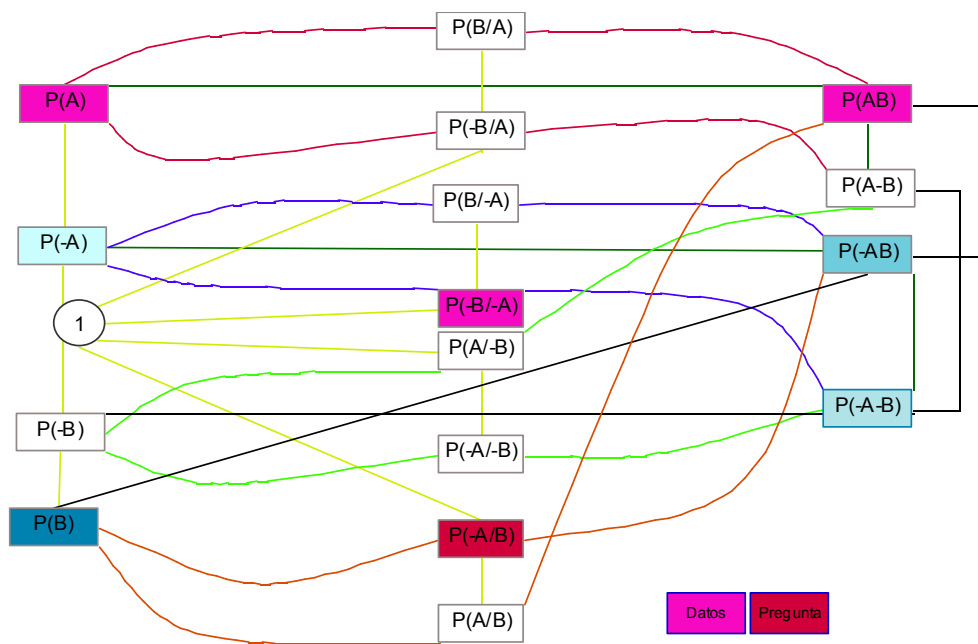 P(B/A)
P(A)
P(AB)
P(-B/A)
P(A-B)
P(B/-A)
P(-A)
P(-AB)
P(-B/-A)
1
P(A/-B)
P(-A-B)
P(-B)
P(-A/-B)
P(B)
P(-A/B)
P(A/B)
Datos
Pregunta